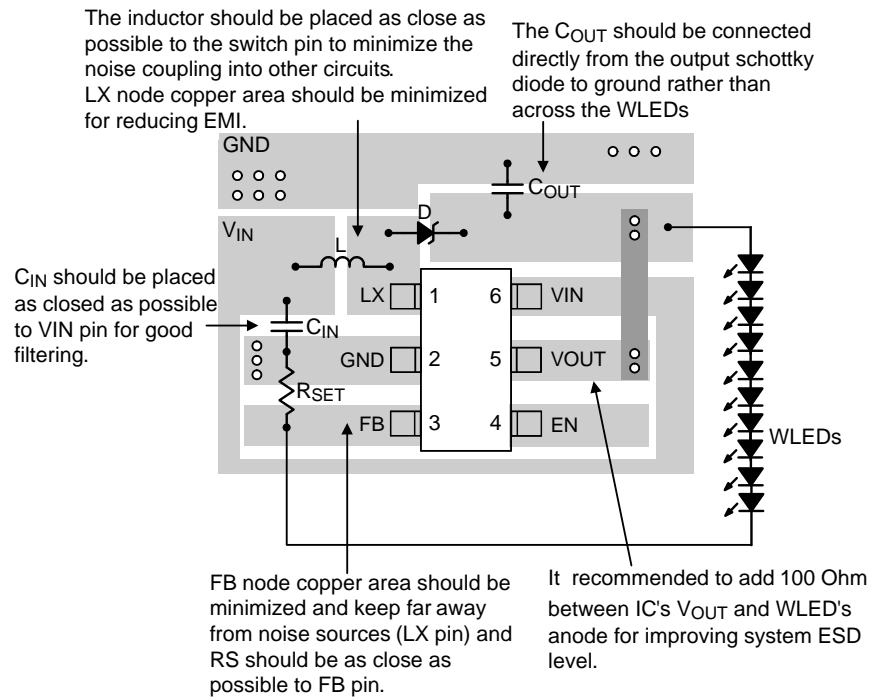 The inductor should be placed as close as
possible to the switch pin to minimize the
noise coupling into other circuits.
LX node copper area should be minimized
for reducing EMI.
The COUT should be connected
directly from the output schottky
diode to ground rather than
across the WLEDs
GND
COUT
D
VIN
L
CIN should be placed
as closed as possible
to VIN pin for good
filtering.
LX 1 6 VIN
CIN
GND 2 5 VOUT
RSET
FB 3 4 EN
WLEDs
FB node copper area should be
minimized and keep far away
from noise sources (LX pin) and
RS should be as close as
possible to FB pin.
It recommended to add 100 Ohm
between IC's VOUT and WLED's
anode for improving system ESD
level.